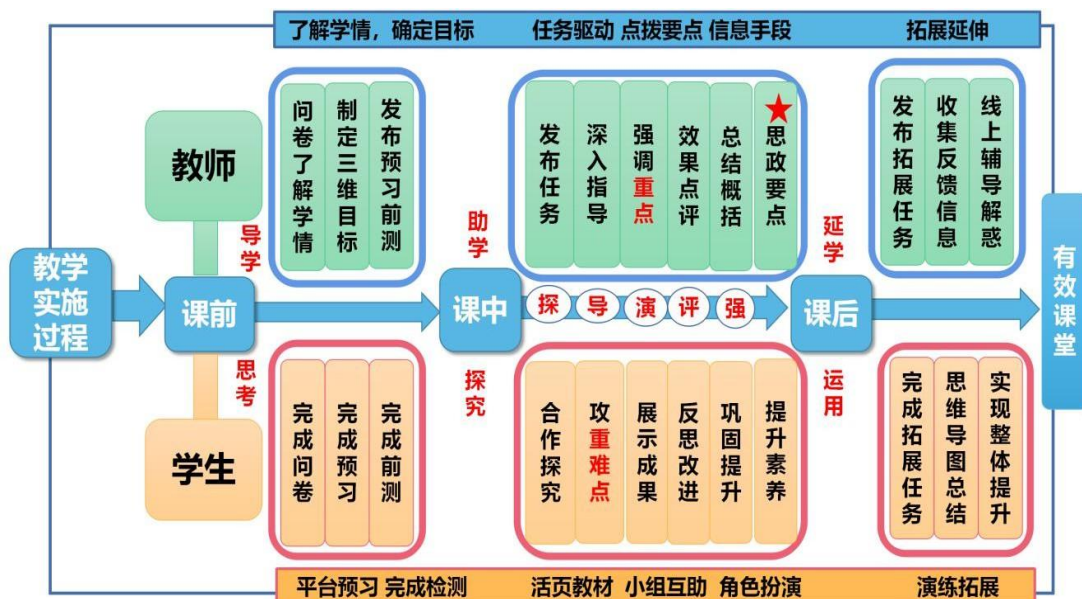 了解学情，确定目标
任务驱动 点拨要点 信息手段
拓展延伸
教师
问卷了解学情
制定三维目标
发布预习前测
发布任务
深入指导
强调重点
效果点评
总结概括
思政要点
发布拓展任务
收集反馈信息
线上辅导解惑
导学
助学
延学
教学
实施
过程
课前
课中
探
导
演
评
强
课后
有效课堂
思考
探究
运用
学生
完成问卷
完成预习
完成前测
合作探究
攻重难点
展示成果
反思改进
巩固提升
提升素养
完成拓展任务
思维导图总结
实现整体提升
平台预习 完成检测
活页教材 小组互助 角色扮演
演练拓展